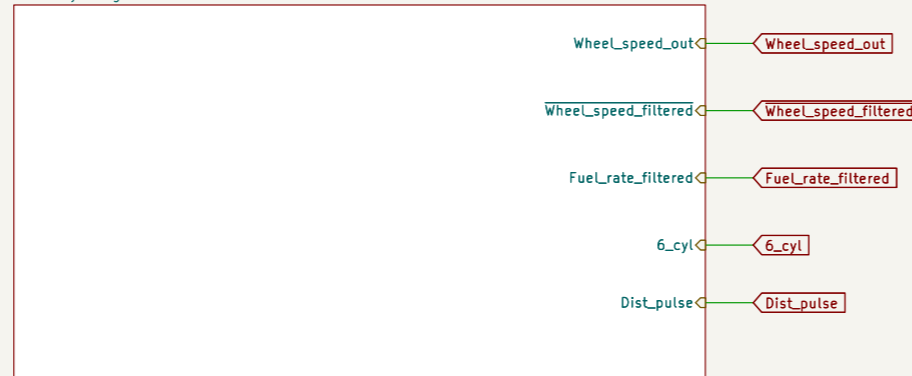 Wheel_speed_out Wheel_speed_out
Wheel_speed_filtered Wheel_speed_filtered
Fuel_rate_filtered Fuel_rate_filtered
6_cyl 6_cyl
Dist_pulse Dist_pulse